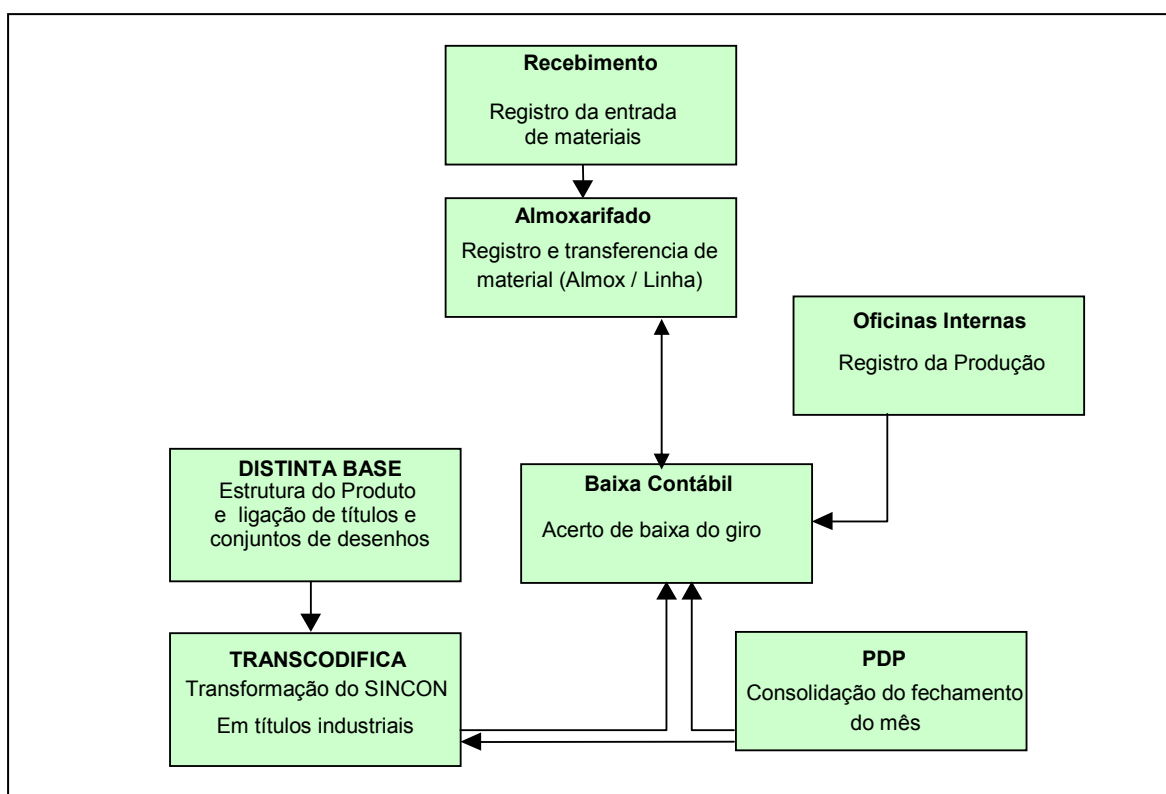 Recebimento
Registro da entrada
de materiais
Almoxarifado
Registro e transferencia de
material (Almox / Linha)
Oficinas Internas
Registro da Produção
DISTINTA BASE
Estrutura do Produto
e ligação de títulos e
conjuntos de desenhos
Baixa Contábil
Acerto de baixa do giro
TRANSCODIFICA
Transformação do SINCON
Em títulos industriais
PDP
Consolidação do fechamento
do mês